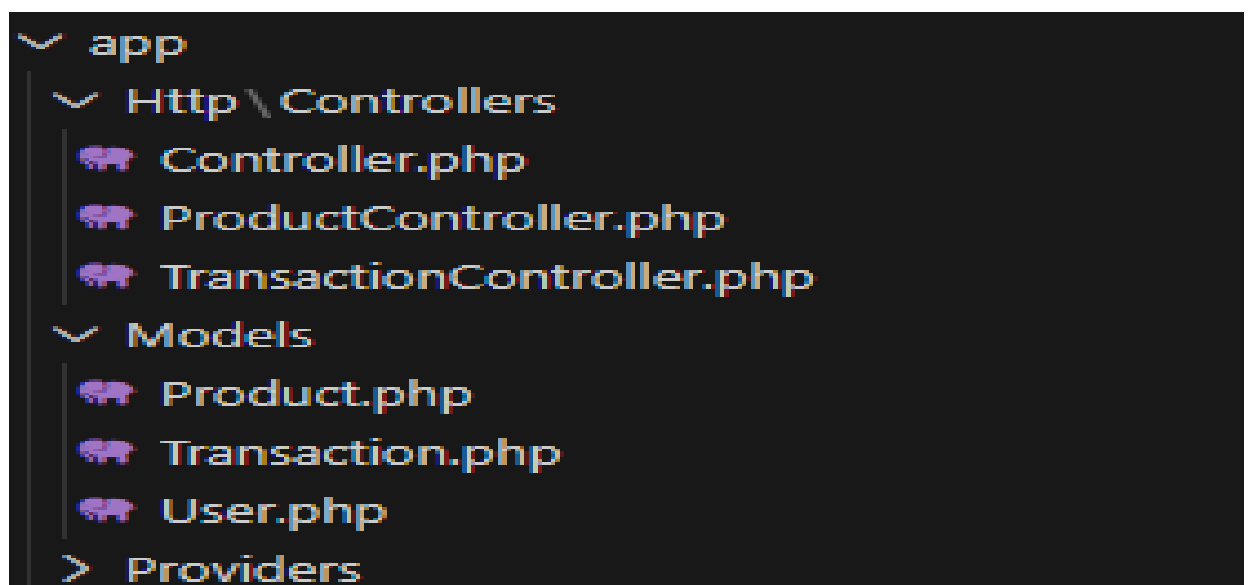 app
Http \ Controllers
Controller.php
ProductController.php
TransactionController.php
Models
Product.php
Transaction.php
User.php
Providers